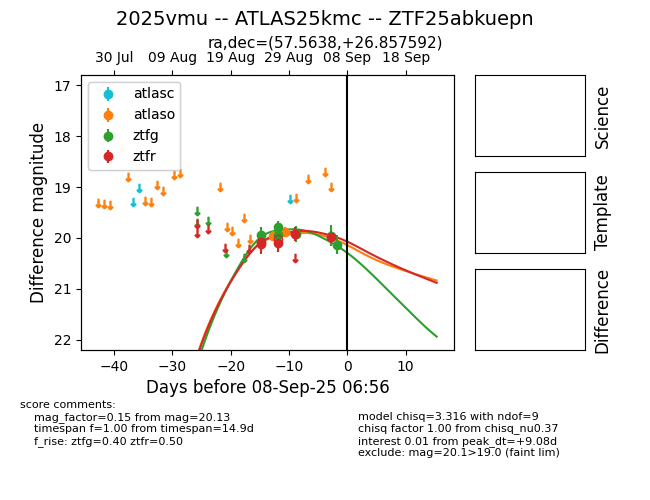 2025vmu -- ATLAS25kmc -- ZTF25abkuepn
ra,dec=(57.5638,+26.857592)
30 Jul 09 Aug 19 Aug 29 Aug 08 Sep 18 Sep
17
18
19
20
21
22
Difference magnitude
atlasc
atlaso
ztfg
ztfr
−40 −30 −20 −10 0 10
Days before 08-Sep-25 06:56
Science
Template
Difference
score comments:
mag_factor=0.15 from mag=20.13
timespan f=1.00 from timespan=14.9d
f_rise: ztfg=0.40 ztfr=0.50
model chisq=3.316 with ndof=9
chisq factor 1.00 from chisq_nu0.37
interest 0.01 from peak_dt=+9.08d
exclude: mag=20.1>19.0 (faint lim)